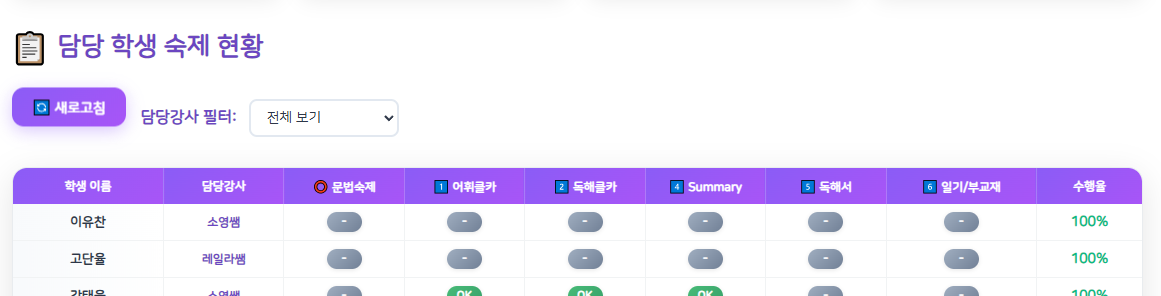 담당 학생 숙제 현황
새로고침 담당강사 필터: 전체 보기
학생 이름 담당강사 문법숙제 1 어휘클카 2 독해클카 4 Summary 5 독해서 6 일기/부교재 수행율
이유찬 소영쌤 - - - - - - 100%
고단율 레일라쌤 - - - - - - 100%
소영쌤 - OK OK OK - - 100%